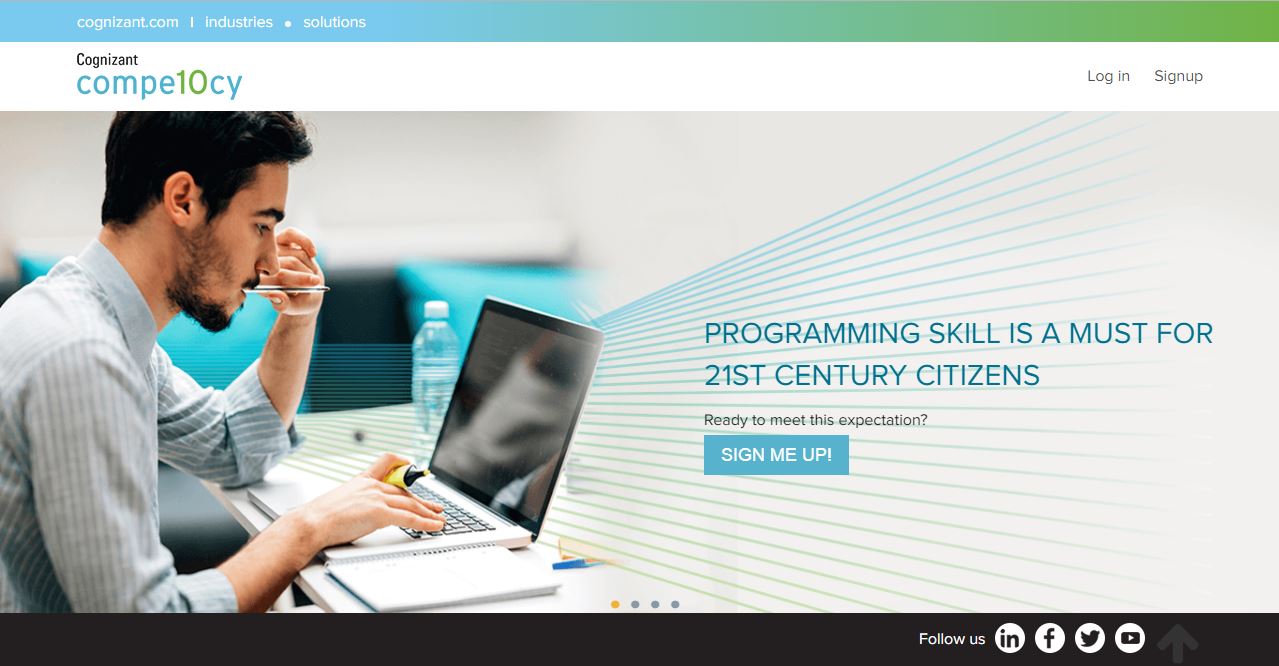 cognizant.com | industries • solutions
Cognizant
compe10cy
Log in Signup
PROGRAMMING SKILL IS A MUST FOR
21ST CENTURY CITIZENS
Ready to meet this expectation?
SIGN ME UP!
Follow us